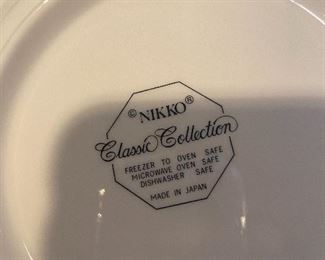 © NIKKO®
Classic Collection
FREEZER TO OVEN SAFE
MICROWAVE OVEN SAFE
DISHWASHER SAFE
MADE IN JAPAN